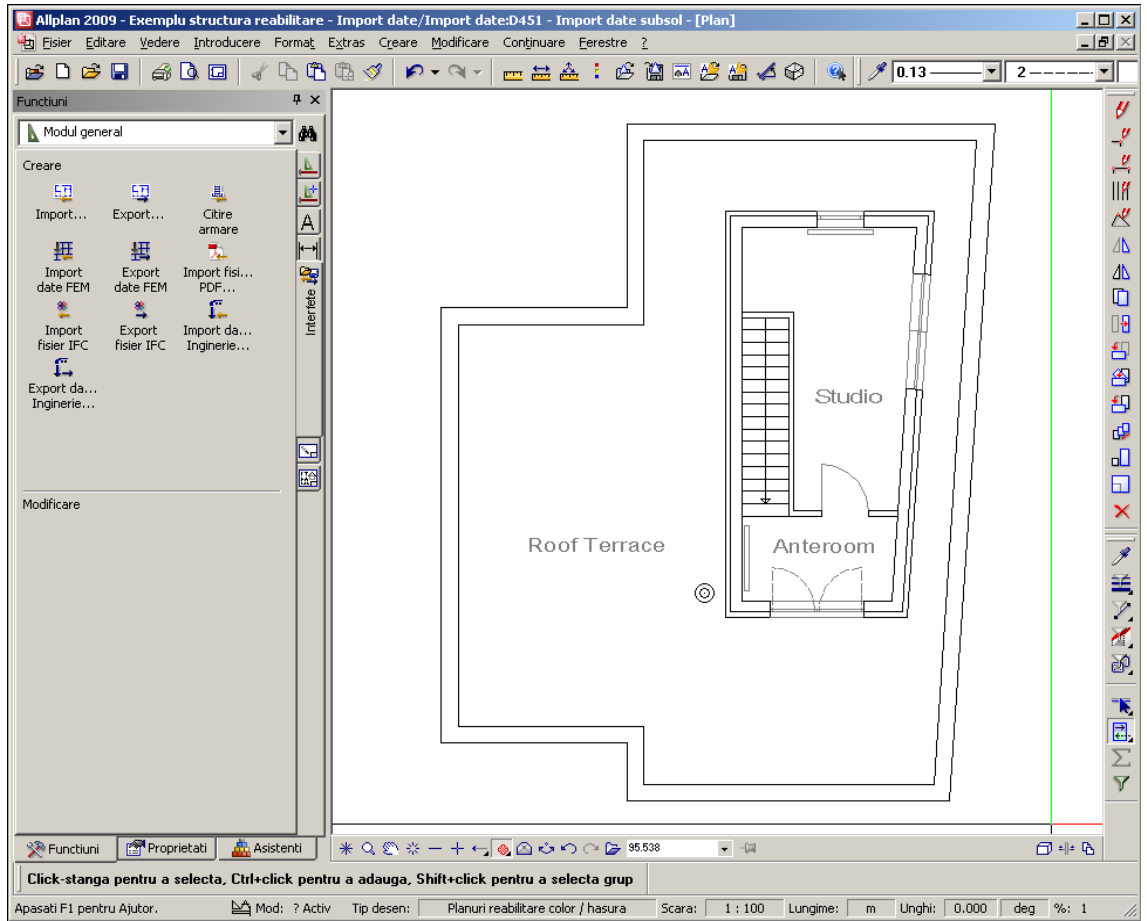 Allplan 2009 - Exemplu structura reabilitare - Import date/Import date:D451 - Import date subsol - [Plan]
Fisier Editare Vedere Introducere Format Extras Creare Modificare Continuare Ferestre ?
0.13 2
Functiuni
Modul general
Creare
Import... Export... Citire armare
Import date FEM Export date FEM Import fisi... PDF...
Import fisier IFC Export fisier IFC Import da... Inginerie...
Export da... Inginerie...
Interfete
Modificare
Studio
Roof Terrace
Anteroom
Functiuni Proprietati Asistenti
95.538
Click-stanga pentru a selecta, Ctrl+click pentru a adauga, Shift+click pentru a selecta grup
Apasati F1 pentru Ajutor. Mod: ? Activ Tip desen: Planuri reabilitare color / hasura Scara: 1 : 100 Lungime: m Unghi: 0.000 deg %: 1